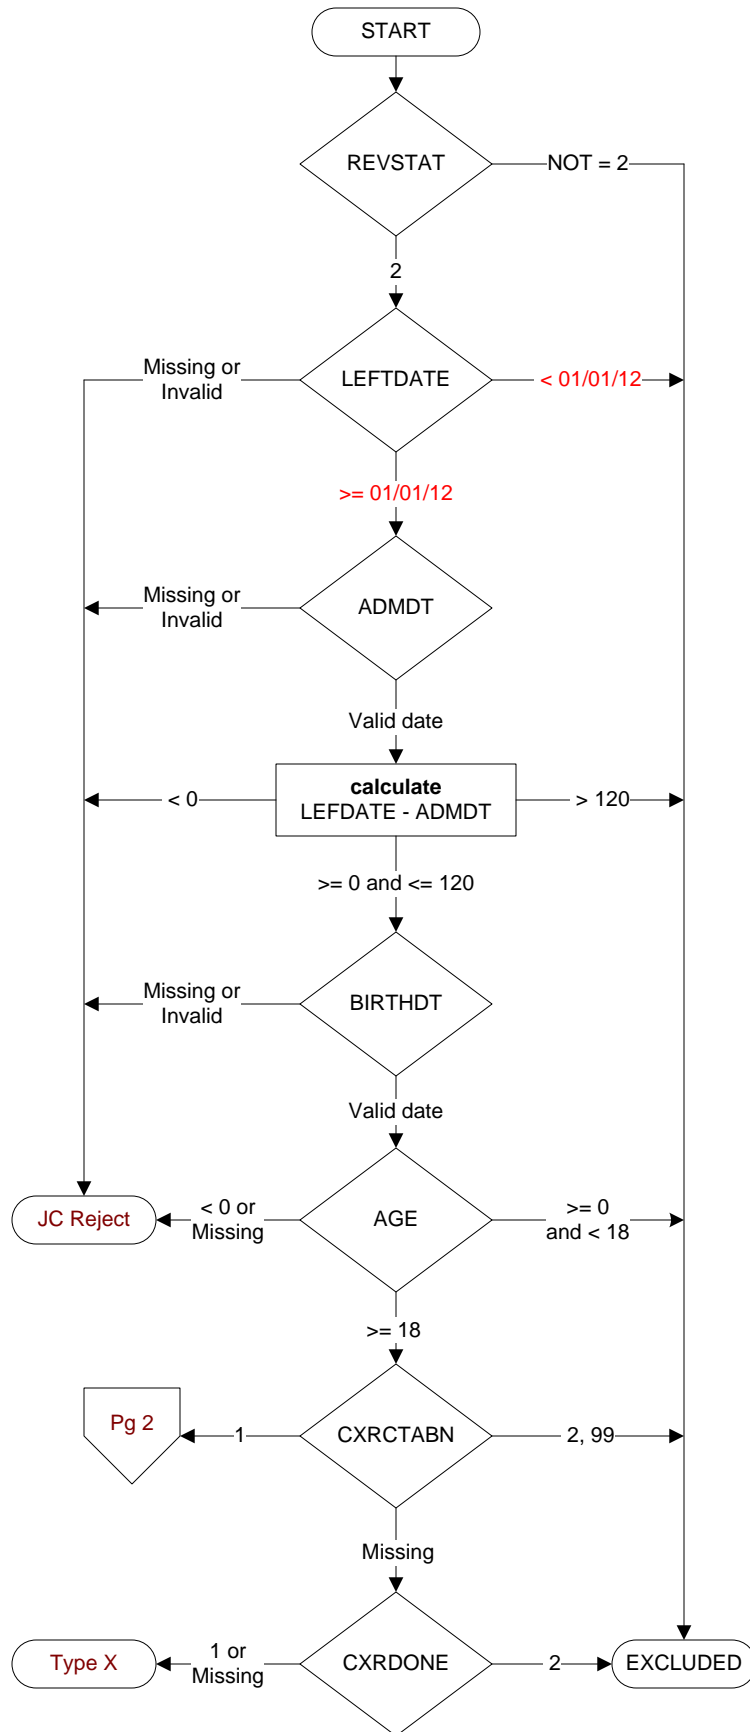 START
REVSTAT
NOT = 2
2
Missing or
Invalid
LEFTDATE
< 01/01/12
>= 01/01/12
Missing or
Invalid
ADMDT
Valid date
< 0
calculate
LEFDATE - ADMDT
> 120
>= 0 and <= 120
Missing or
Invalid
BIRTHDT
Valid date
JC Reject
< 0 or
Missing
AGE
>= 0
and < 18
>= 18
Pg 2
1
CXRCTABN
2, 99
Missing
Type X
1 or
Missing
CXRDONE
2
EXCLUDED